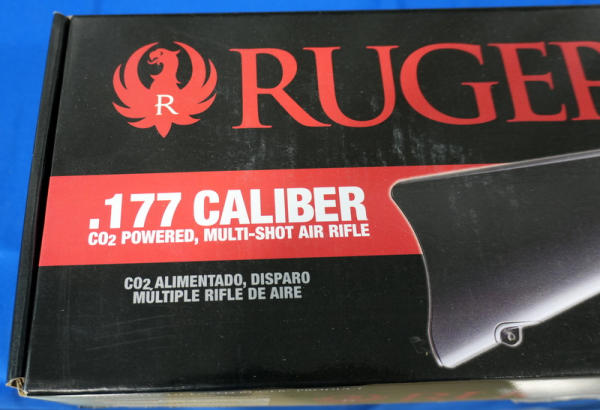 R RUGER
.177 CALIBER
CO2 POWERED, MULTI-SHOT AIR RIFLE
CO2 ALIMENTADO, DISPARO
MÚLTIPLE RIFLE DE AIRE